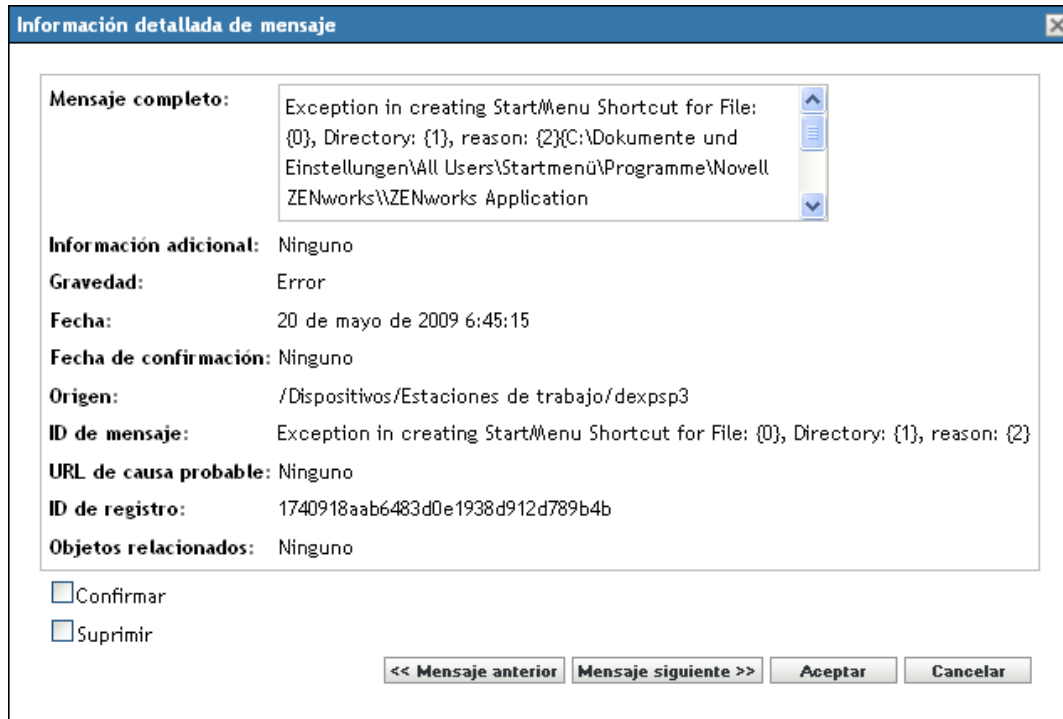 Información detallada de mensaje
Mensaje completo:
Exception in creating StartMenu Shortcut for File:
{0}, Directory: {1}, reason: {2}{C:\Dokumente und
Einstellungen\All Users\Startmenü\Programme\Novell
ZENworks\\ZENworks Application
Información adicional: Ninguno
Gravedad: Error
Fecha: 20 de mayo de 2009 6:45:15
Fecha de confirmación: Ninguno
Origen: /Dispositivos/Estaciones de trabajo/dexpsp3
ID de mensaje: Exception in creating StartMenu Shortcut for File: {0}, Directory: {1}, reason: {2}
URL de causa probable: Ninguno
ID de registro: 1740918aab6483d0e1938d912d789b4b
Objetos relacionados: Ninguno
Confirmar
Suprimir
<< Mensaje anterior Mensaje siguiente >> Aceptar Cancelar